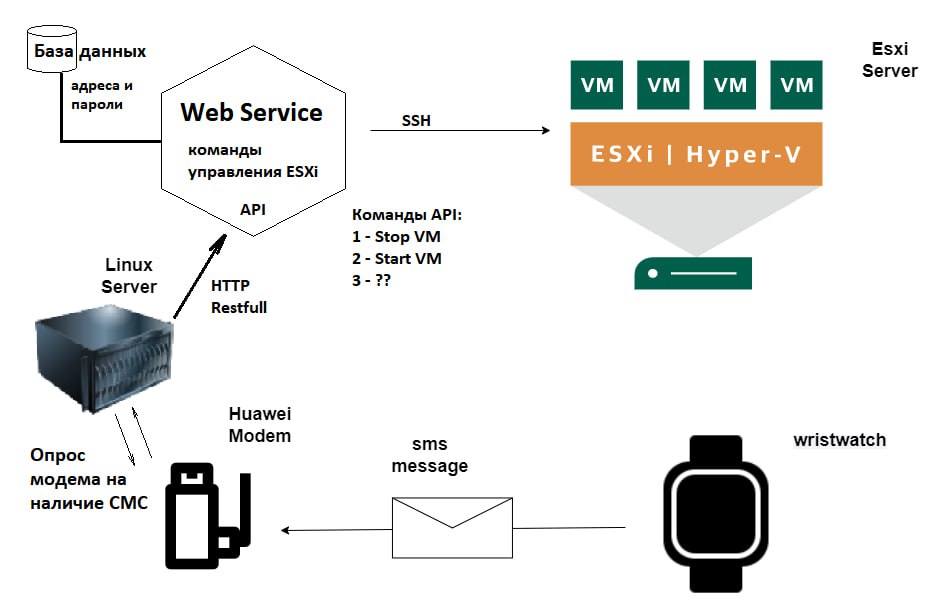 База данных
адреса и
пароли
Web Service
команды
управления ESXi
API
SSH
Esxi
Server
VM VM VM VM
ESXi | Hyper-V
Команды API:
1 - Stop VM
2 - Start VM
3 - ??
Linux
Server
HTTP
Restfull
Опрос
модема на
наличие СМС
Huawei
Modem
sms
message
wristwatch